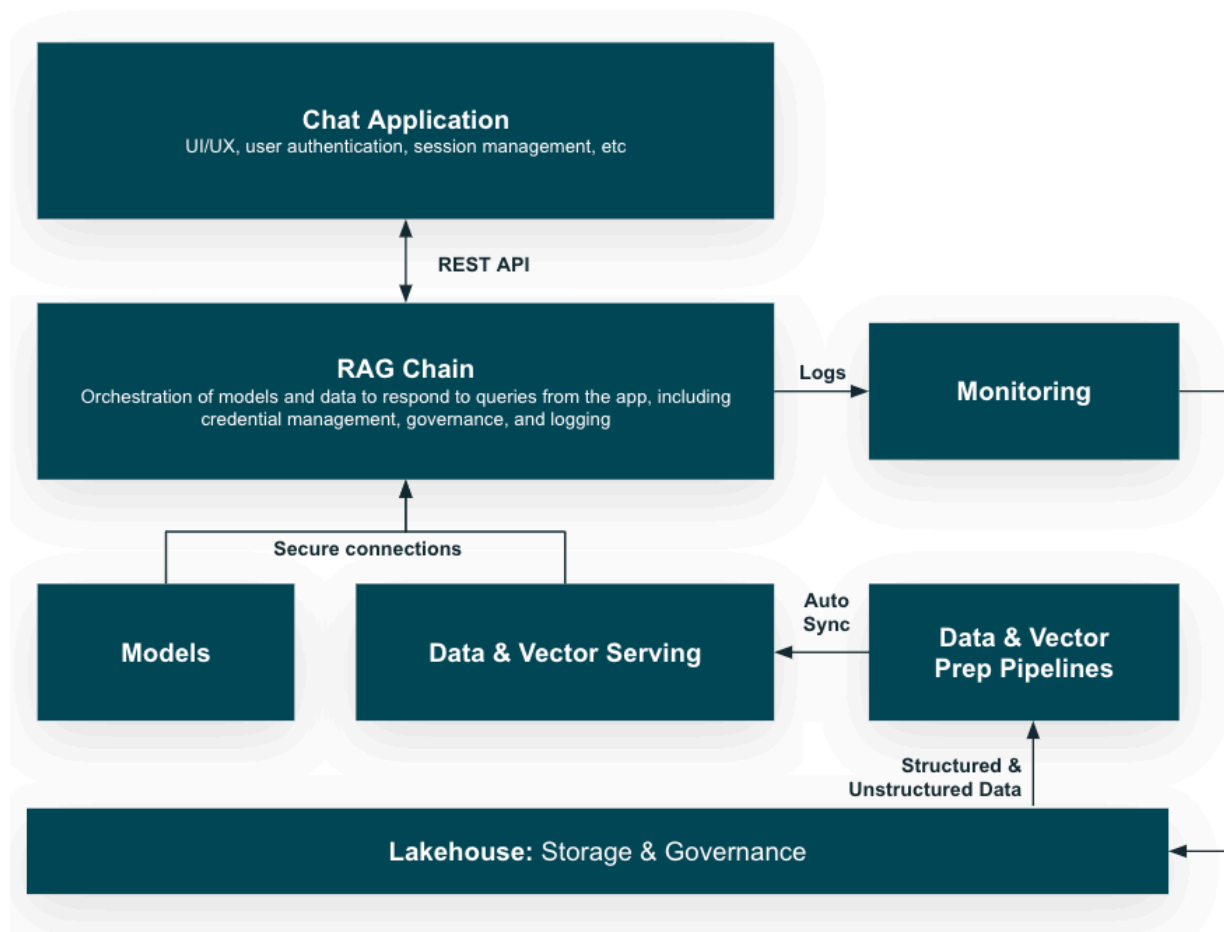 Chat Application
UI/UX, user authentication, session management, etc
REST API
RAG Chain
Orchestration of models and data to respond to queries from the app, including
credential management, governance, and logging
Logs
Monitoring
Secure connections
Models
Data & Vector Serving
Auto
Sync
Data & Vector
Prep Pipelines
Structured &
Unstructured Data
Lakehouse: Storage & Governance